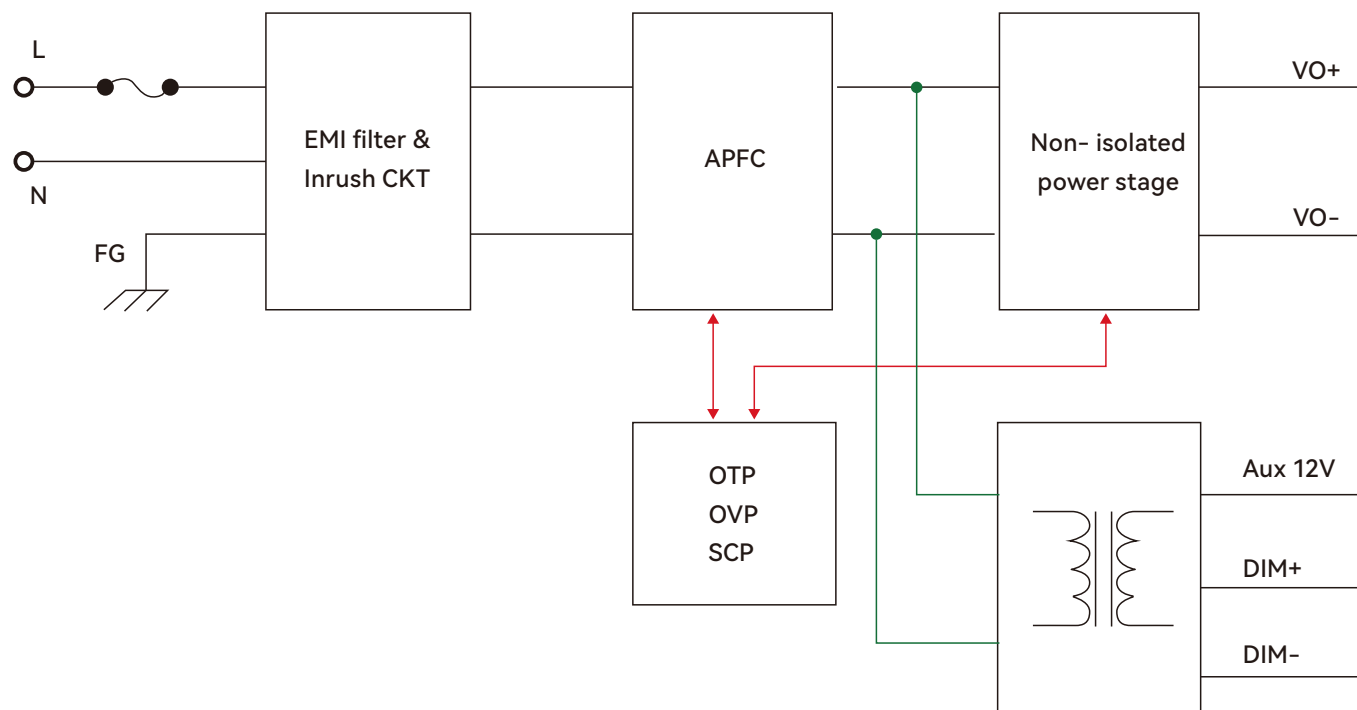 L
N
FG
EMI filter &
Inrush CKT
APFC
Non- isolated
power stage
VO+
VO-
OTP
OVP
SCP
Aux 12V
DIM+
DIM-